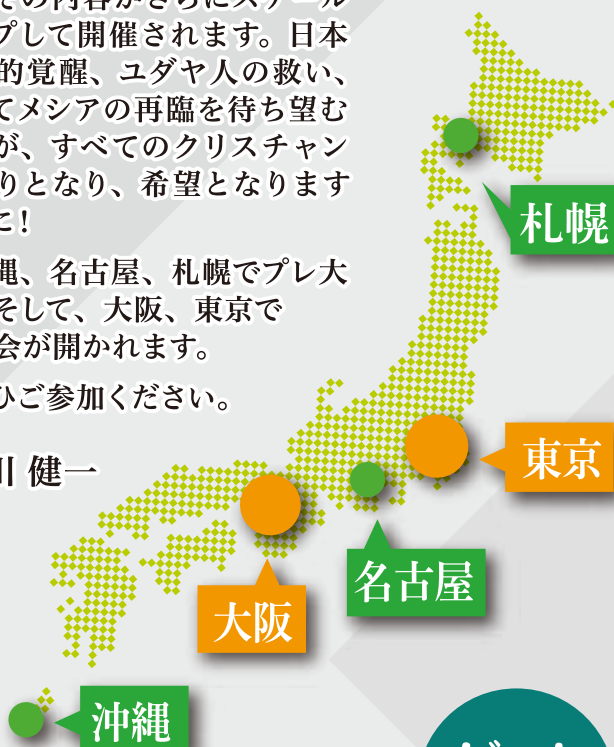 その内容がさらにスケール
プして開催されます。日本
的覚醒、ユダヤ人の救い、
てメシアの再臨を待ち望む
が、すべてのクリスチャン
りとなり、希望となります
に!
縄、名古屋、札幌でプレ大
そして、大阪、東京で
会が開かれます。
ひご参加ください。
川 健一
札幌
東京
名古屋
大阪
沖縄